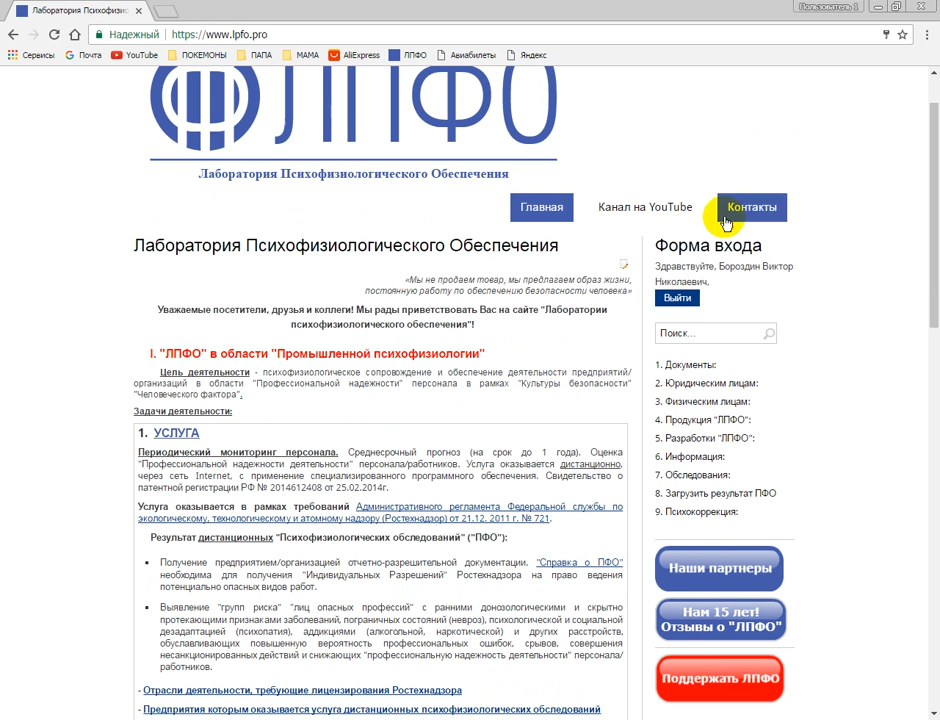 Лаборатория Психофизио
Пользователь 1
Надежный https://www.lpfo.pro
Сервисы Почта YouTube ПОКЕМОНЫ ПАПА МАМА AliExpress ЛПФО Авиабилеты Яндекс
ЛПФО
Лаборатория Психофизиологического Обеспечения
Главная Канал на YouTube Контакты
Лаборатория Психофизиологического Обеспечения
«Мы не продаем товар, мы предлагаем образ жизни,
постоянную работу по обеспечению безопасности человека»
Уважаемые посетители, друзья и коллеги! Мы рады приветствовать Вас на сайте "Лаборатории
психофизиологического обеспечения"!
I. "ЛПФО" в области "Промышленной психофизиологии"
Цель деятельности - психологическое сопровождение и обеспечение деятельности предприятий/
организаций в области "Профессиональной надежности" персонала в рамках "Культуры безопасности"
"Человеческого фактора".
Задачи деятельности:
1. УСЛУГА
Периодический мониторинг персонала. Среднесрочный прогноз (на срок до 1 года). Оценка
"Профессиональной надежности деятельности" персонала/работников. Услуга оказывается дистанционно,
через сеть Internet, с применение специализированного программного обеспечения. Свидетельство о
патентной регистрации РФ № 2014612408 от 25.02.2014г.
Услуга оказывается в рамках требований Административного регламента Федеральной службы по
экологическому, технологическому и атомному надзору (Ростехнадзор) от 21.12. 2011 г. № 721.
Результат дистанционных "Психофизиологических обследований" ("ПФО"):
▪ Получение предприятием/организацией отчетно-разрешительной документации. "Справка о ПФО"
необходима для получения "Индивидуальных Разрешений" Ростехнадзора на право ведения
потенциально опасных видов работ.
▪ Выявление "групп риска" "лиц опасных профессий" с ранними донозологическими и скрытно
протекающими признаками заболеваний, пограничных состояний (невроз), психологической и социальной
дезадаптацией (психопатия), аддикциями (алкогольной, наркотической) и других расстройств,
обуславливающих повышенную вероятность профессиональных ошибок, срывов, совершения
несанкционированных действий и снижающих "профессиональную надежность деятельности" персонала/
работников.
- Отрасли деятельности, требующие лицензирования Ростехнадзора
- Предприятия которым оказывается услуга дистанционных психофизиологических обследований
Форма входа
Здравствуйте, Бороздин Виктор
Николаевич,
Выйти
Поиск...
1. Документы:
2. Юридическим лицам:
3. Физическим лицам:
4. Продукция "ЛПФО":
5. Разработки "ЛПФО":
6. Информация:
7. Обследования:
8. Загрузить результат ПФО
9. Психокоррекция:
Наши партнеры
Нам 15 лет!
Отзывы о "ЛПФО"
Поддержать ЛПФО